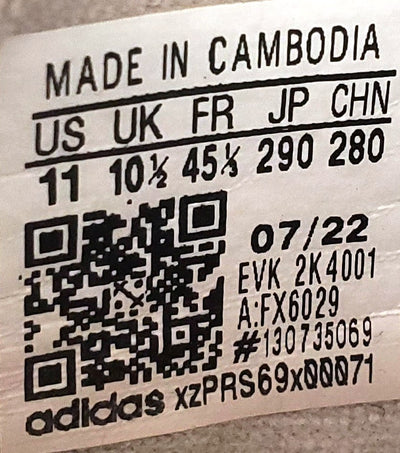 MADE IN CAMBODIA
US UK FR JP CHN
11 10½ 45⅓ 290 280
07/22
EVK 2K4001
A:FX6029
#130735069
adidas xzPRS69x00071